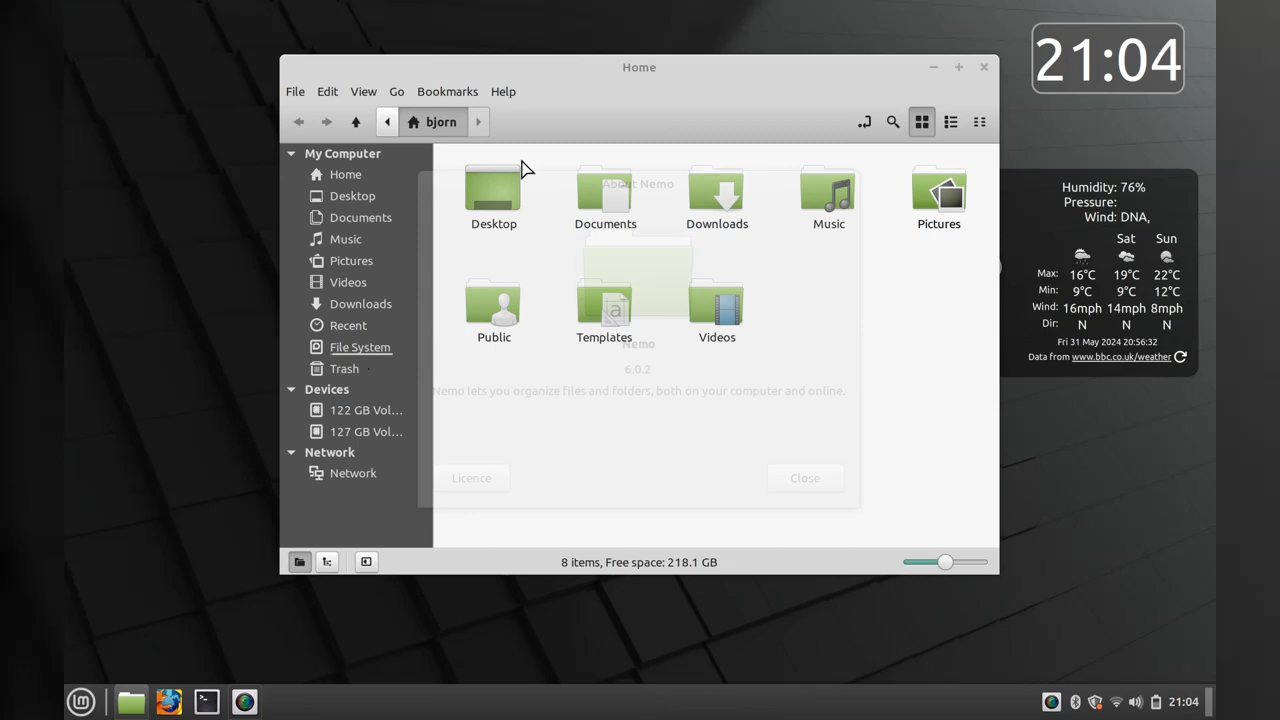 21:04
Home
File Edit View Go Bookmarks Help
bjorn
My Computer
Home
Desktop
Documents
Music
Pictures
Videos
Downloads
Recent
File System
Trash
Devices
122 GB Vol...
127 GB Vol...
Network
Network
About Nemo
Desktop Documents Downloads Music Pictures
Public Templates Videos
Nemo
6.0.2
Nemo lets you organize files and folders, both on your computer and online.
Licence Close
8 items, Free space: 218.1 GB
Humidity: 76%
Pressure:
Wind: DNA,
Sat Sun
Max: 16°C 19°C 22°C
Min: 9°C 9°C 12°C
Wind: 16mph 14mph 8mph
Dir: N N N
Fri 31 May 2024 20:56:32
Data from www.bbc.co.uk/weather
lm
21:04